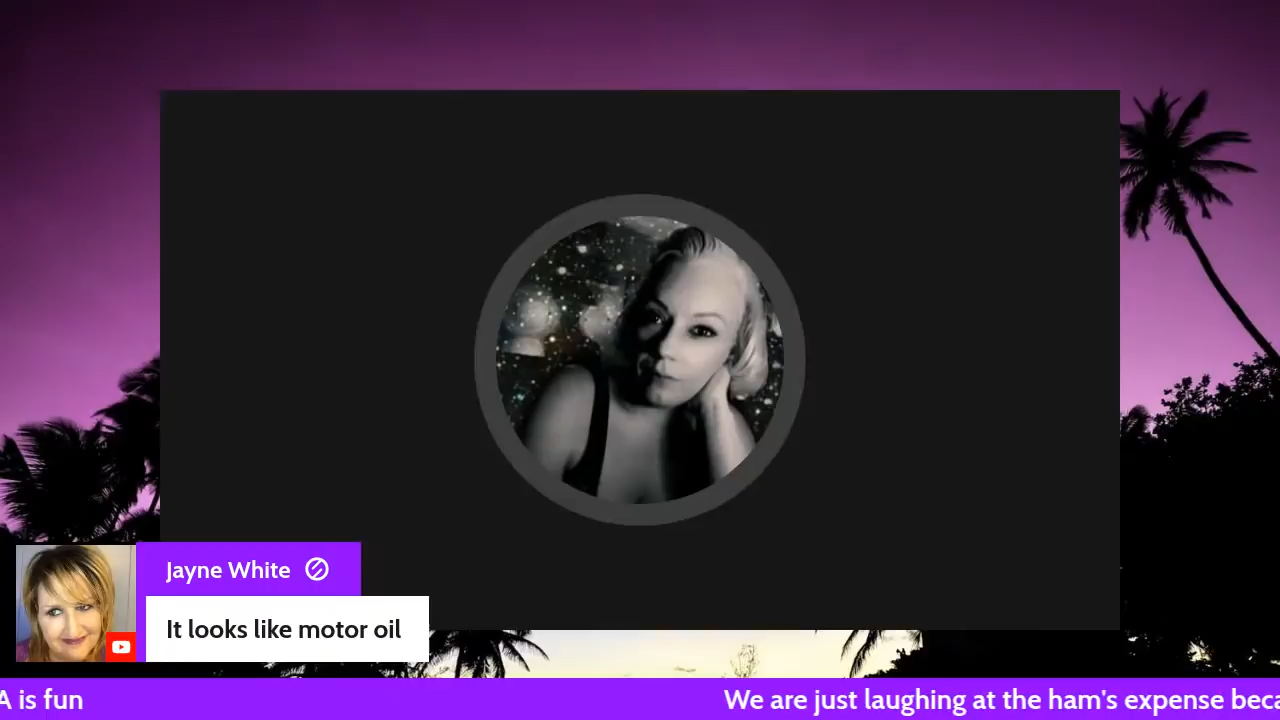 Jayne White
It looks like motor oil
A is fun
We are just laughing at the ham's expense beca